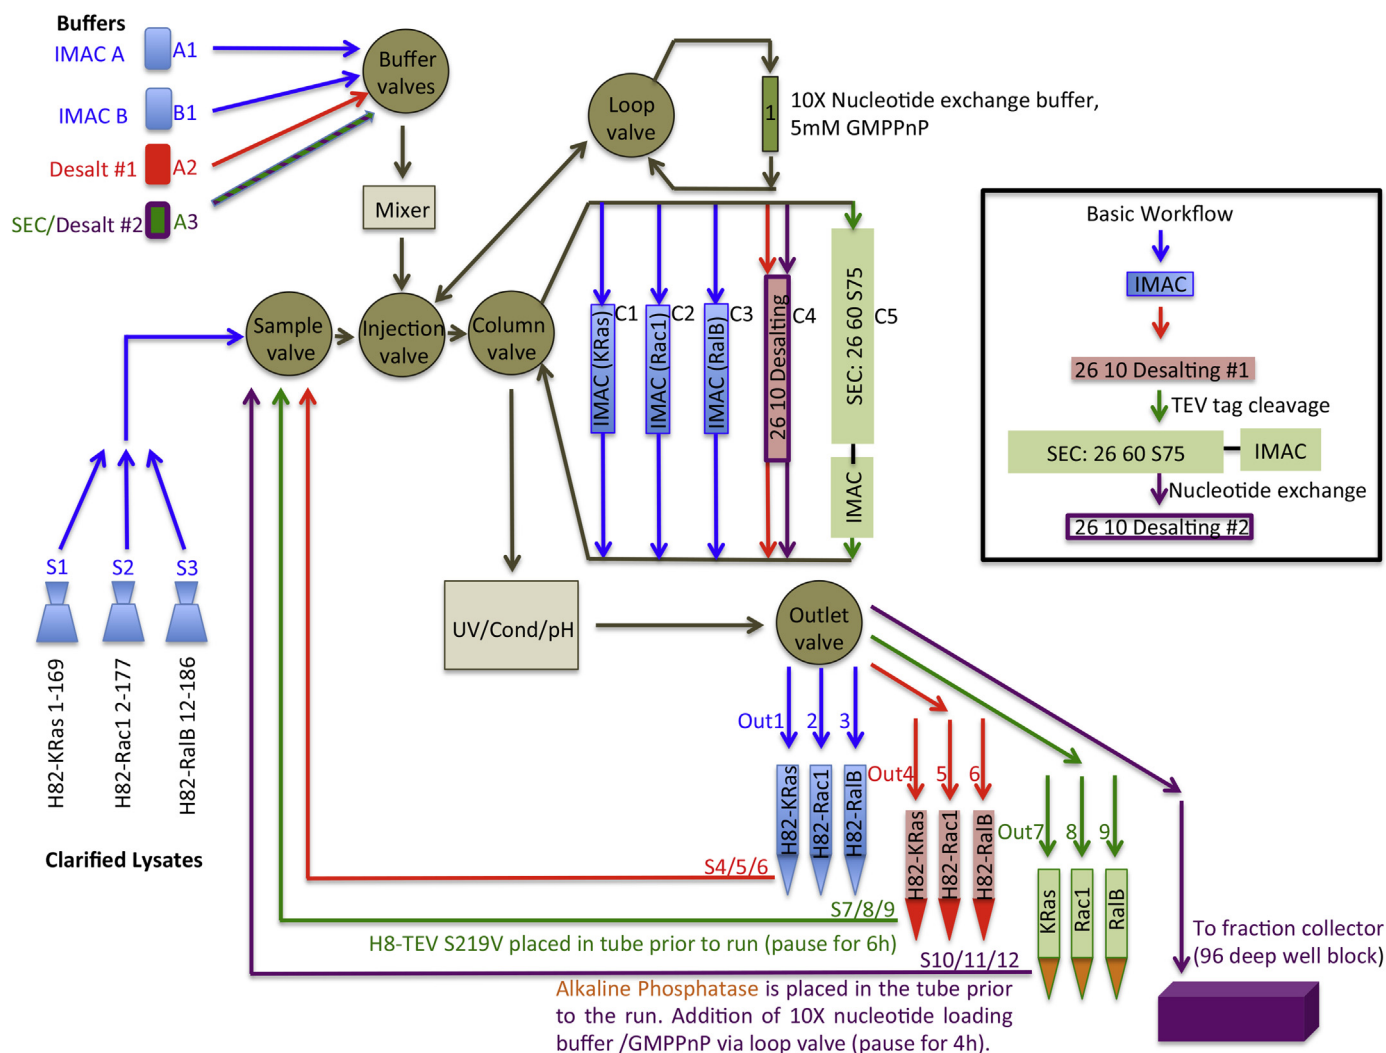 Buffers
IMAC A
A1
IMAC B
B1
Desalt #1
A2
SEC/Desalt #2
A3
Buffer
valves
Mixer
Loop
valve
1
10X Nucleotide exchange buffer,
5mM GMPPnP
Sample
valve
Injection
valve
Column
valve
IMAC (KRas)
C1
IMAC (Rac1)
C2
IMAC (RalB)
C3
26 10 Desalting
C4
SEC: 26 60 S75
C5
IMAC
Basic Workflow
IMAC
26 10 Desalting #1
TEV tag cleavage
SEC: 26 60 S75
IMAC
Nucleotide exchange
26 10 Desalting #2
S1
S2
S3
H82-KRas 1-169
H82-Rac1 2-177
H82-RalB 12-186
Clarified Lysates
UV/Cond/pH
Outlet
valve
Out1
2
3
H82-KRas
H82-Rac1
H82-RalB
Out4
5
6
H82-KRas
H82-Rac1
H82-RalB
Out7
8
9
KRas
Rac1
RalB
S4/5/6
S7/8/9
H8-TEV S219V placed in tube prior to run (pause for 6h)
S10/11/12
Alkaline Phosphatase is placed in the tube prior
to the run. Addition of 10X nucleotide loading
buffer /GMPPnP via loop valve (pause for 4h).
To fraction collector
(96 deep well block)